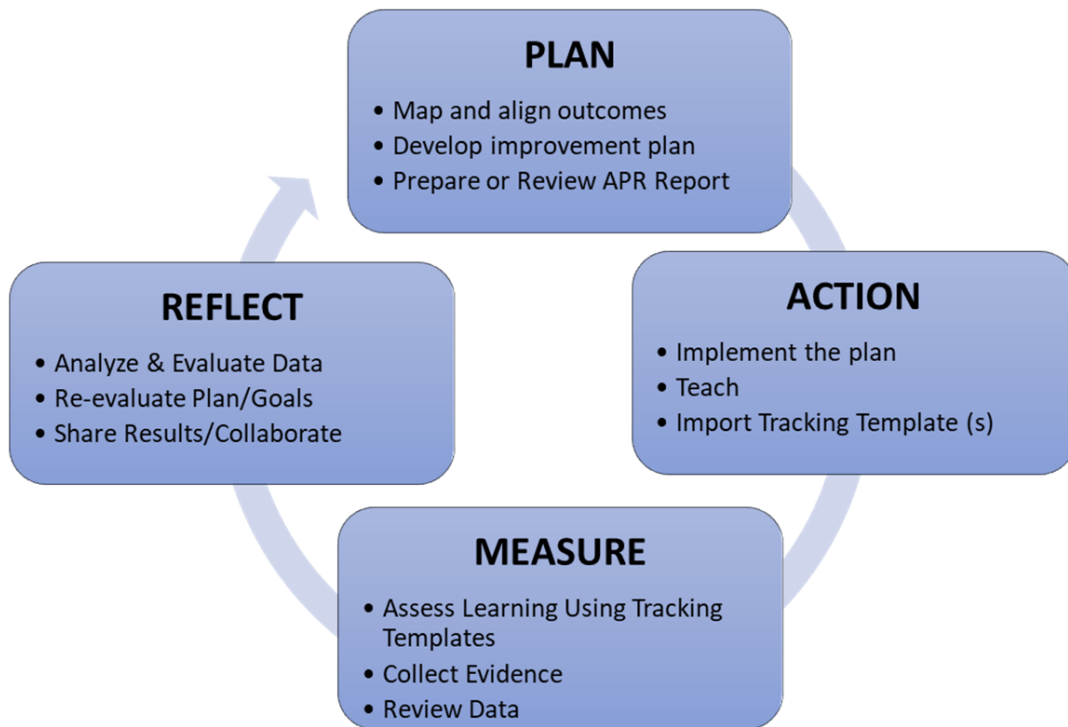 PLAN
• Map and align outcomes
• Develop improvement plan
• Prepare or Review APR Report
ACTION
• Implement the plan
• Teach
• Import Tracking Template (s)
MEASURE
• Assess Learning Using Tracking
Templates
• Collect Evidence
• Review Data
REFLECT
• Analyze & Evaluate Data
• Re-evaluate Plan/Goals
• Share Results/Collaborate